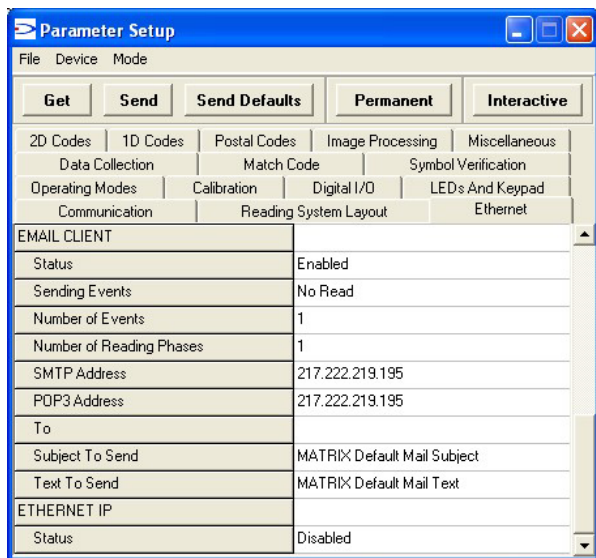 Parameter Setup
File Device Mode
Get Send Send Defaults Permanent Interactive
2D Codes 1D Codes Postal Codes Image Processing Miscellaneous
Data Collection Match Code Symbol Verification
Operating Modes Calibration Digital I/O LEDs And Keypad
Communication Reading System Layout Ethernet
EMAIL CLIENT
Status Enabled
Sending Events No Read
Number of Events 1
Number of Reading Phases 1
SMTP Address 217.222.219.195
POP3 Address 217.222.219.195
To
Subject To Send MATRIX Default Mail Subject
Text To Send MATRIX Default Mail Text
ETHERNET IP
Status Disabled